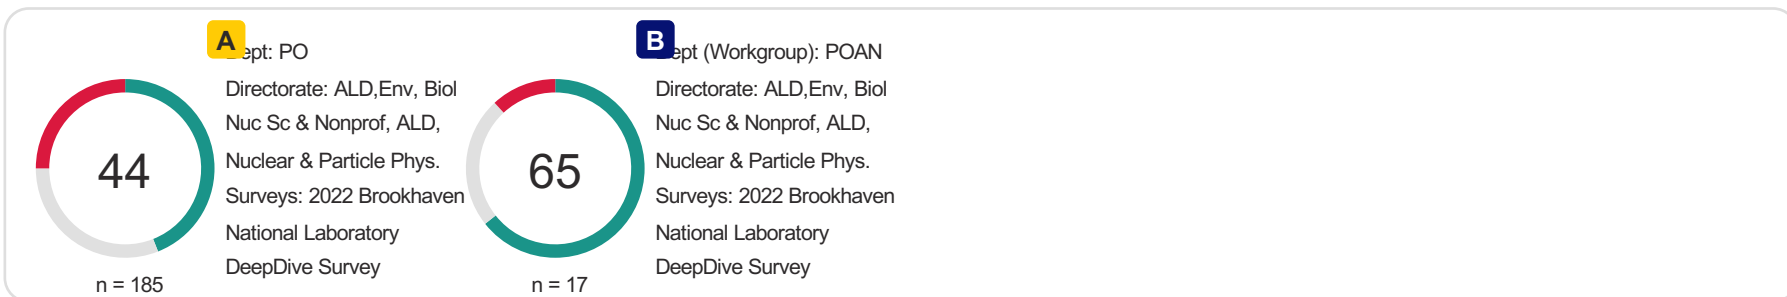 A
ept: PO
Directorate: ALD,Env, Biol
Nuc Sc & Nonprof, ALD,
Nuclear & Particle Phys.
Surveys: 2022 Brookhaven
National Laboratory
DeepDive Survey
44
n = 185
B
ept (Workgroup): POAN
Directorate: ALD,Env, Biol
Nuc Sc & Nonprof, ALD,
Nuclear & Particle Phys.
Surveys: 2022 Brookhaven
National Laboratory
DeepDive Survey
65
n = 17